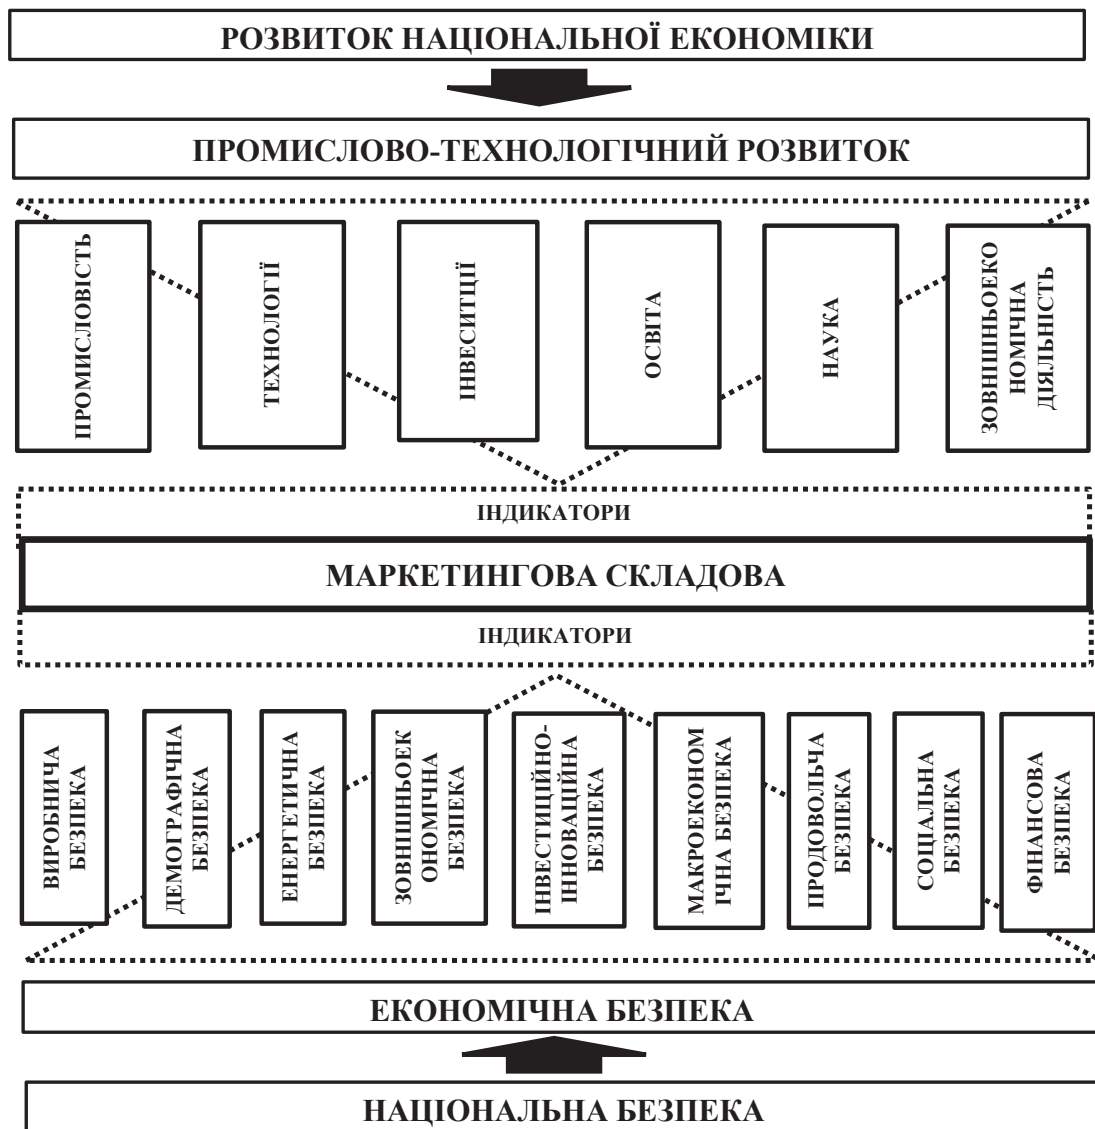 РОЗВИТОК НАЦІОНАЛЬНОЇ ЕКОНОМІКИ
ПРОМИСЛОВО-ТЕХНОЛОГІЧНИЙ РОЗВИТОК
ПРОМИСЛОВІСТЬ
ТЕХНОЛОГІЇ
ІНВЕСИТЦІЇ
ОСВІТА
НАУКА
ЗОВНІШНЬОЕКО
НОМІЧНА
ДІЯЛЬНІСТЬ
ІНДИКАТОРИ
МАРКЕТИНГОВА СКЛАДОВА
ІНДИКАТОРИ
ВИРОБНИЧА
БЕЗПЕКА
ДЕМОГРАФІЧНА
БЕЗПЕКА
ЕНЕРГЕТИЧНА
БЕЗПЕКА
ЗОВНІШНЬОЕК
ОНОМІЧНА
БЕЗПЕКА
ІНВЕСТИЦІЙНО-
ІННОВАЦІЙНА
БЕЗПЕКА
МАКРОЕКОНОМ
ІЧНА БЕЗПЕКА
ПРОДОВОЛЬЧА
БЕЗПЕКА
СОЦІАЛЬНА
БЕЗПЕКА
ФІНАНСОВА
БЕЗПЕКА
ЕКОНОМІЧНА БЕЗПЕКА
НАЦІОНАЛЬНА БЕЗПЕКА